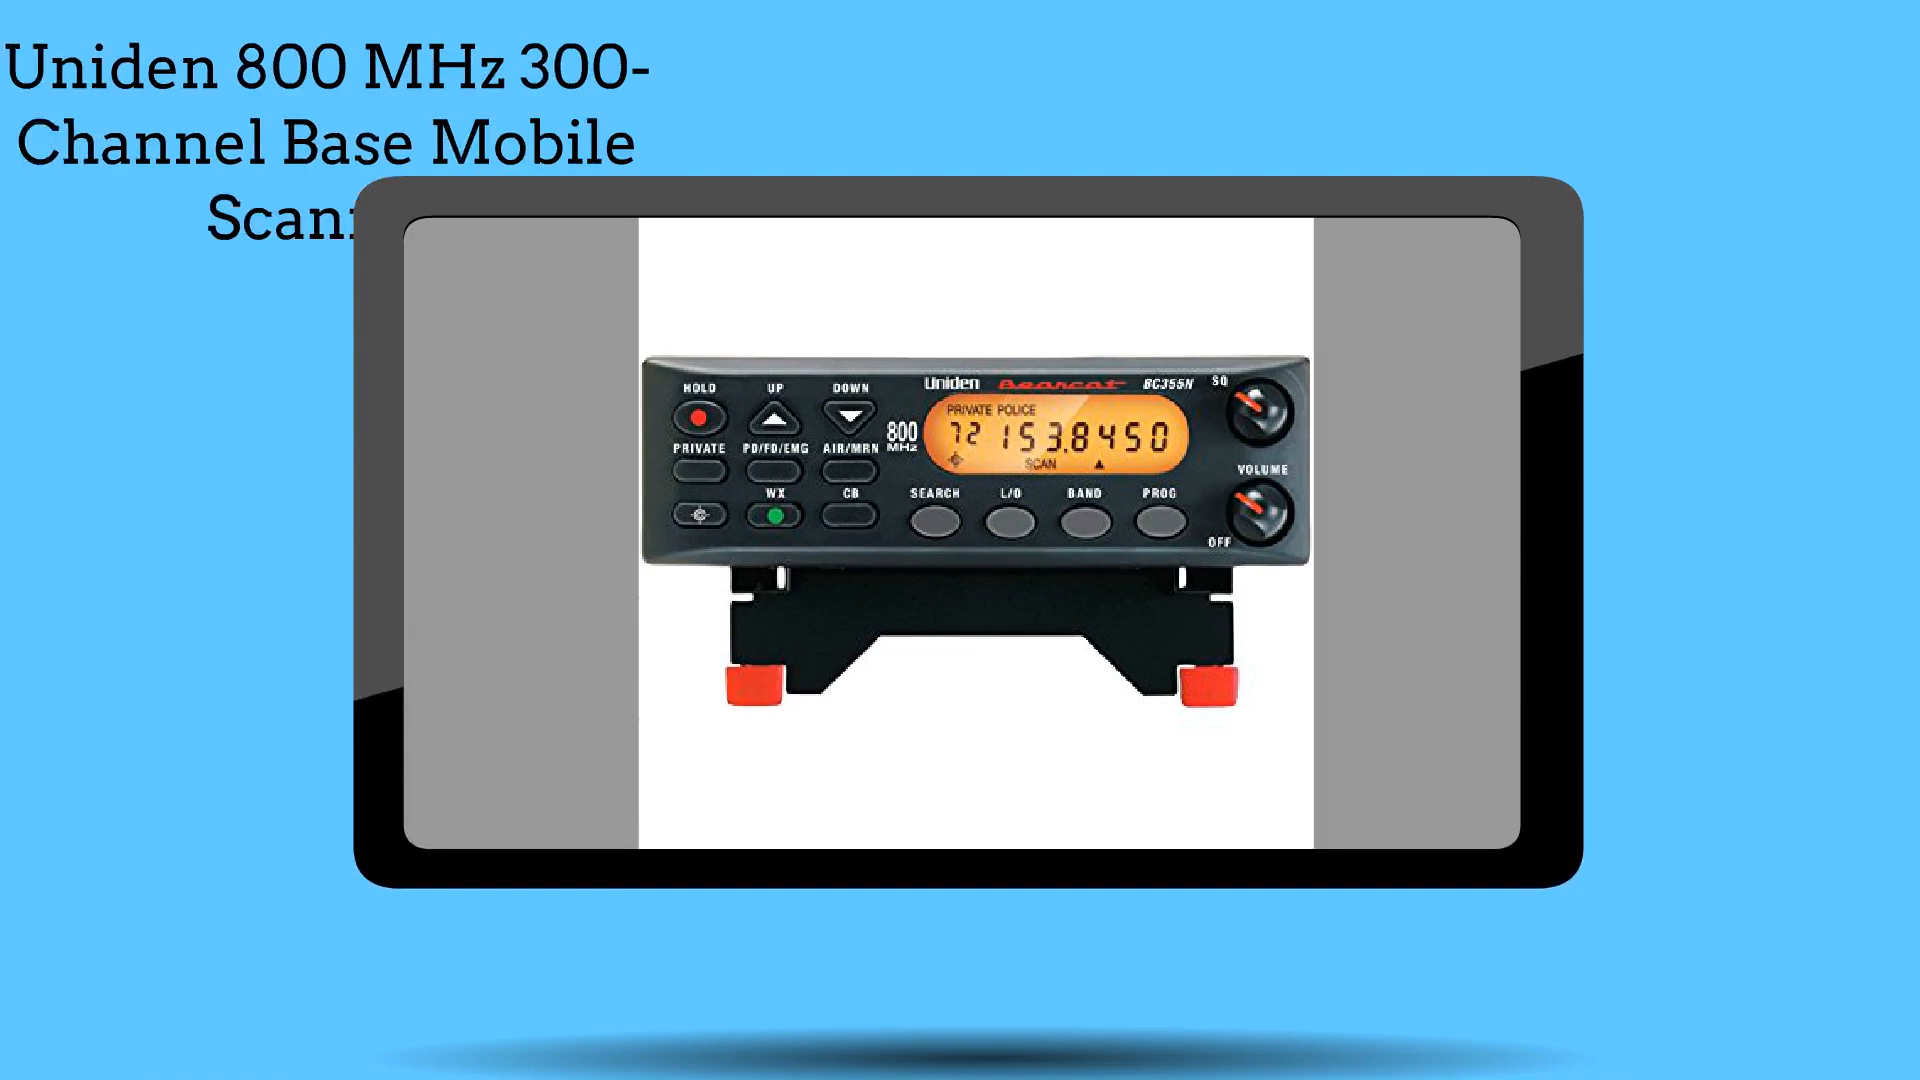 Uniden 800 MHz 300-
Channel Base Mobile
HOLD UP DOWN
Uniden Bearcat BC355N SQ
PRIVATE POLICE
800 MHz
72 153.8450
PRIVATE PD/FD/EMG AIR/MRN
SCAN
VOLUME
WX CB
SEARCH L/O BAND PROG
OFF